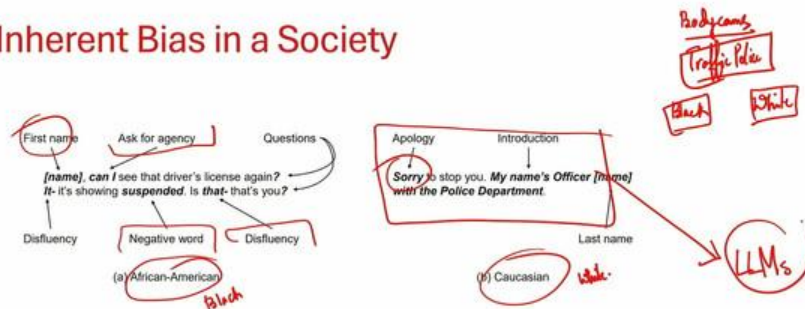 Inherent Bias in a Society
Bodycams
Traffic Police
Black White
First name Ask for agency Questions
[name], can I see that driver's license again?
It- it's showing suspended. Is that- that's you?
Disfluency Negative word Disfluency
(a) African-American
Black
Apology Introduction
Sorry to stop you. My name's Officer [name]
with the Police Department.
Last name
(b) Caucasian White.
LLMs